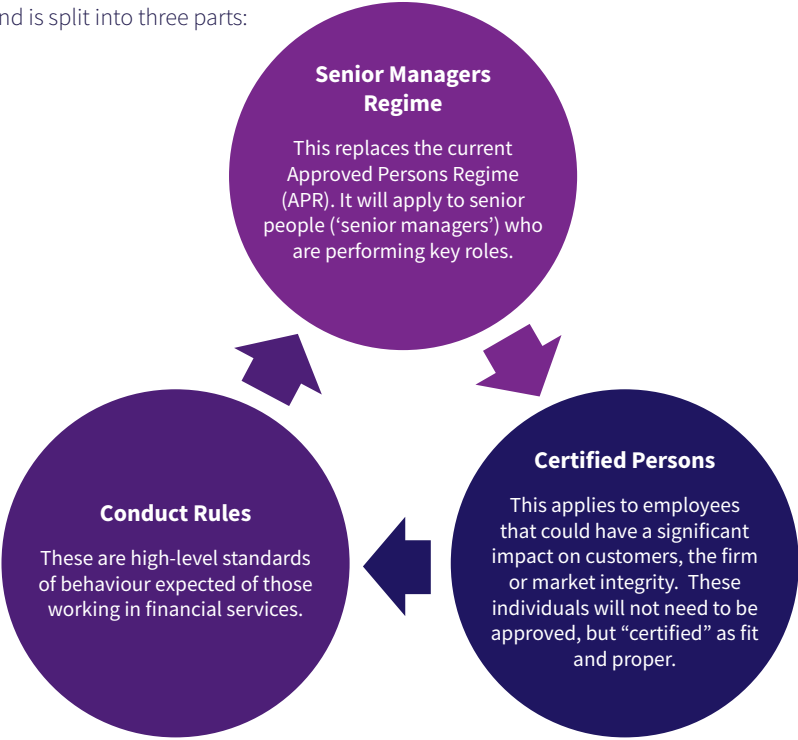 nd is split into three parts:
Senior Managers
Regime
This replaces the current
Approved Persons Regime
(APR). It will apply to senior
people (‘senior managers’) who
are performing key roles.
Certified Persons
This applies to employees
that could have a significant
impact on customers, the firm
or market integrity.  These
individuals will not need to be
approved, but “certified” as fit
and proper.
Conduct Rules
These are high-level standards
of behaviour expected of those
working in financial services.